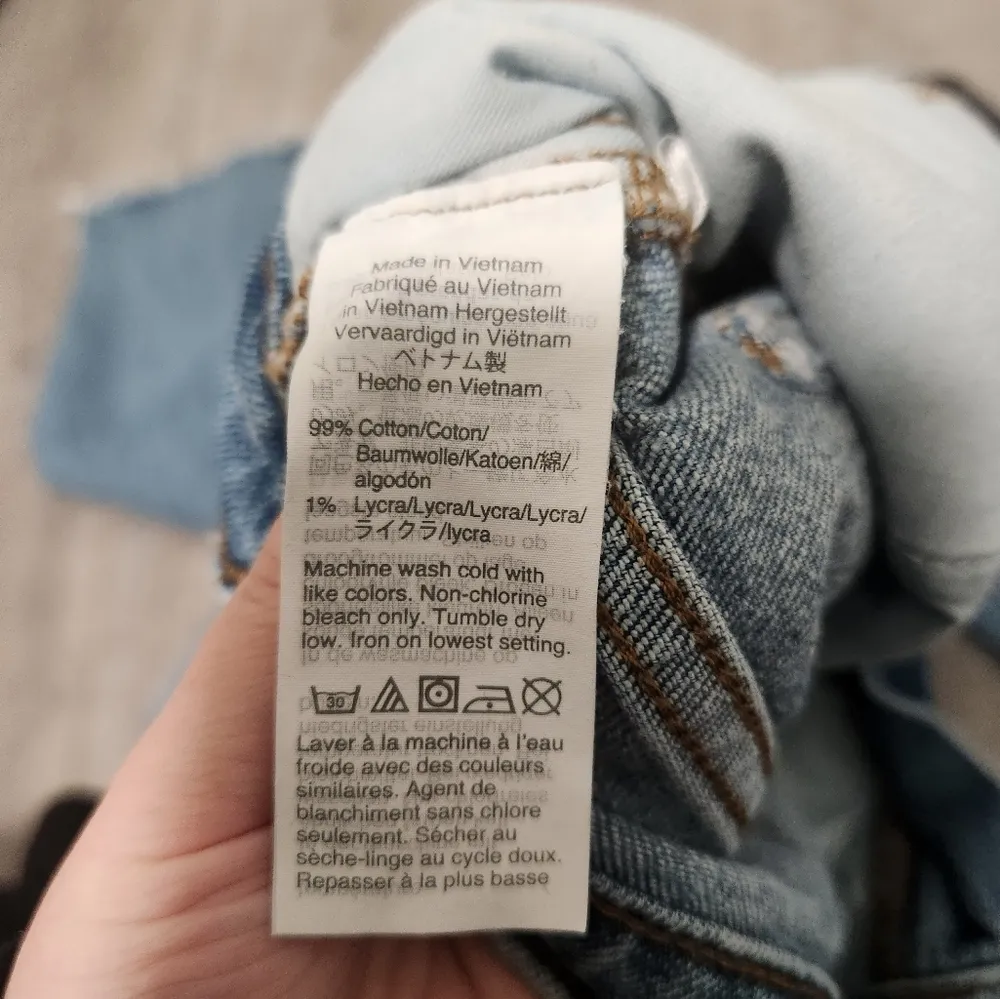 Made in Vietnam
Fabriqué au Vietnam
in Vietnam Hergestellt
Vervaardigd in Viëtnam
ベトナム製
Hecho en Vietnam
99% Cotton/Coton/
Baumwolle/Katoen/綿/
algodón
1% Lycra/Lycra/Lycra/Lycra/
ライクラ/lycra
Machine wash cold with
like colors. Non-chlorine
bleach only. Tumble dry
low. Iron on lowest setting.
30
Laver à la machine à l'eau
froide avec des couleurs
similaires. Agent de
blanchiment sans chlore
seulement. Sécher au
sèche-linge au cycle doux.
Repasser à la plus basse